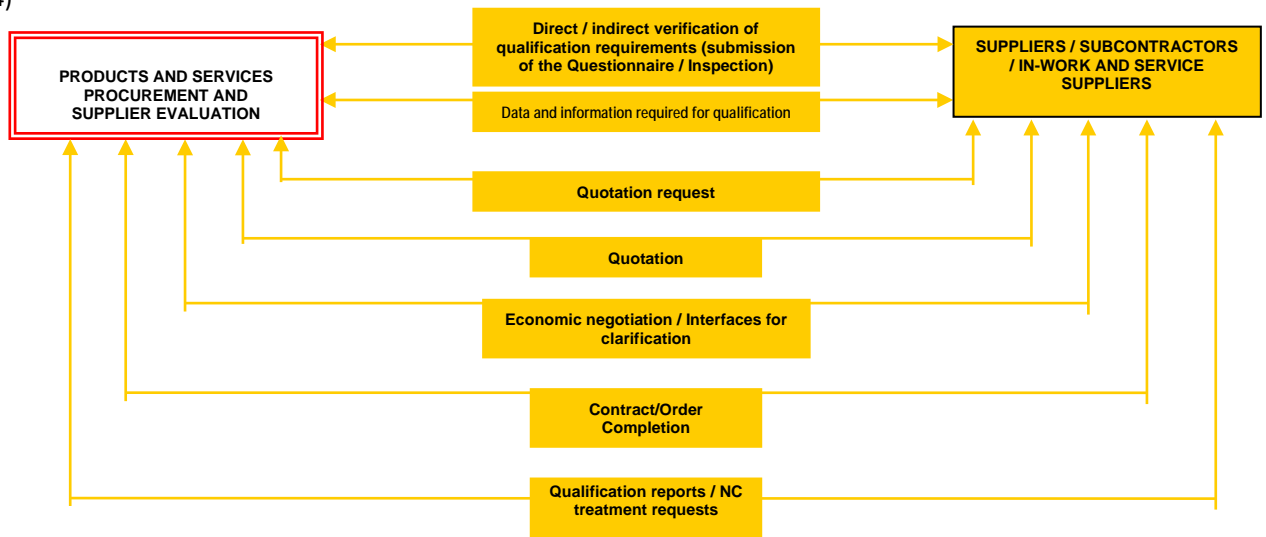 4)
Direct / indirect verification of
qualification requirements (submission
of the Questionnaire / Inspection)
SUPPLIERS / SUBCONTRACTORS
/ IN-WORK AND SERVICE
SUPPLIERS
PRODUCTS AND SERVICES
PROCUREMENT AND
SUPPLIER EVALUATION
Data and information required for qualification
Quotation request
Quotation
Economic negotiation / Interfaces for
clarification
Contract/Order
Completion
Qualification reports / NC
treatment requests